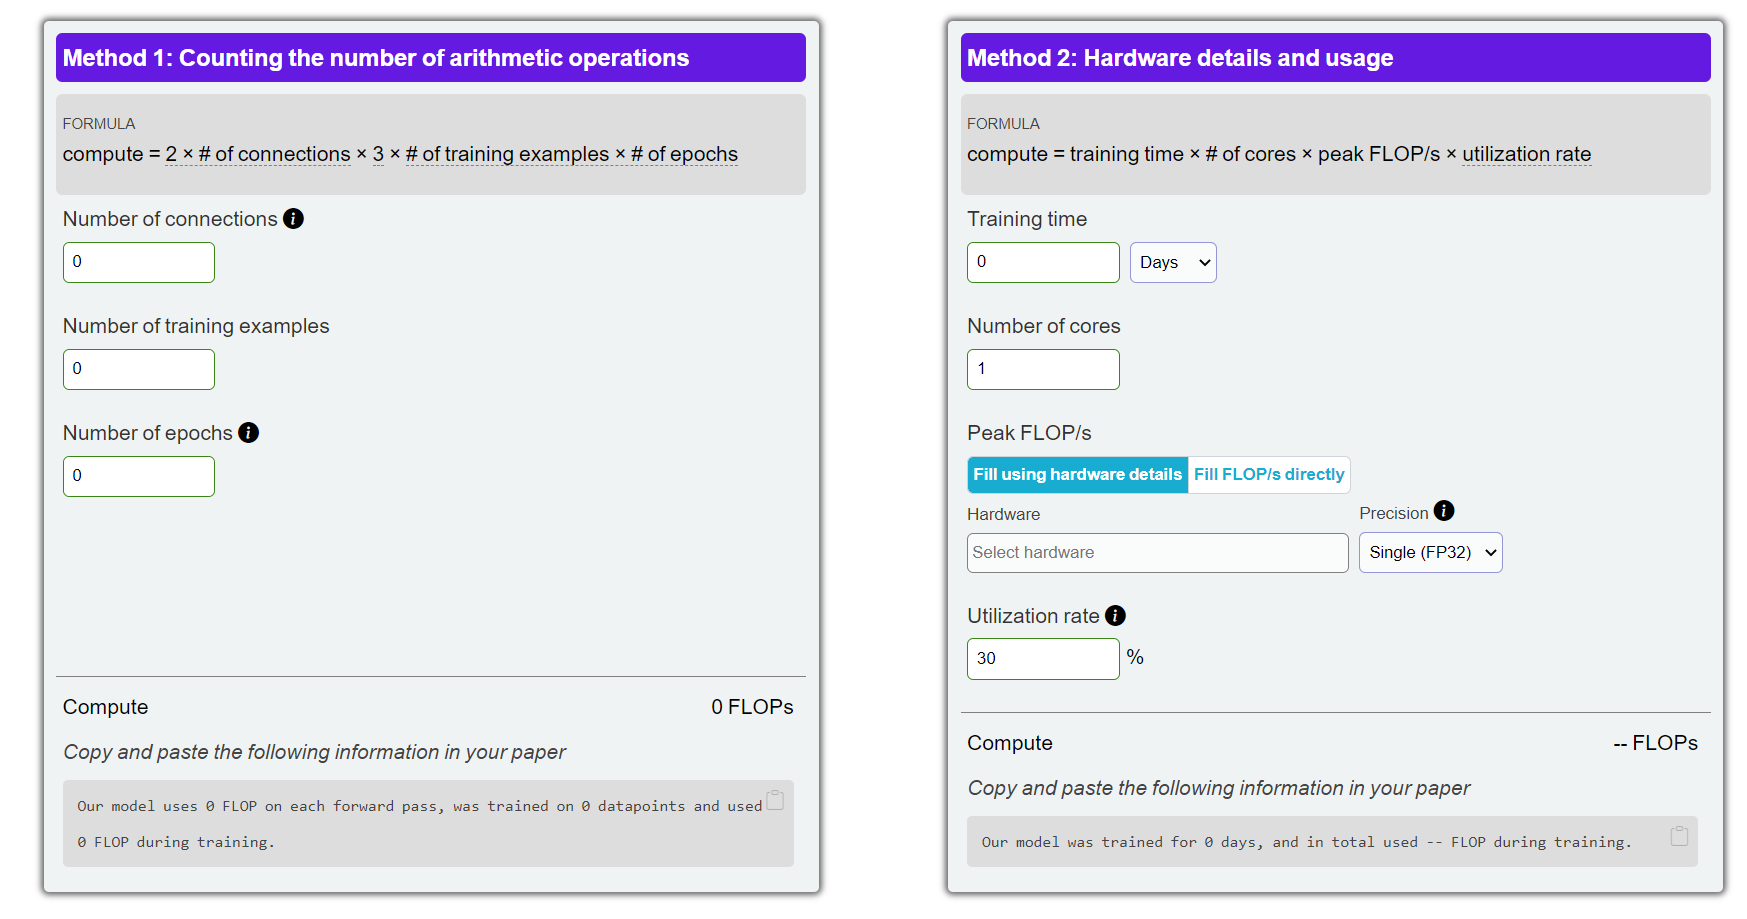 Method 1: Counting the number of arithmetic operations
FORMULA
compute = 2 × # of connections × 3 × # of training examples × # of epochs
Number of connections i
0
Number of training examples
0
Number of epochs i
0
Compute 0 FLOPs
Copy and paste the following information in your paper
Our model uses 0 FLOP on each forward pass, was trained on 0 datapoints and used
0 FLOP during training.
Method 2: Hardware details and usage
FORMULA
compute = training time × # of cores × peak FLOP/s × utilization rate
Training time
0 Days
Number of cores
1
Peak FLOP/s
Fill using hardware details Fill FLOP/s directly
Hardware Precision i
Select hardware Single (FP32)
Utilization rate i
30 %
Compute -- FLOPs
Copy and paste the following information in your paper
Our model was trained for 0 days, and in total used -- FLOP during training.